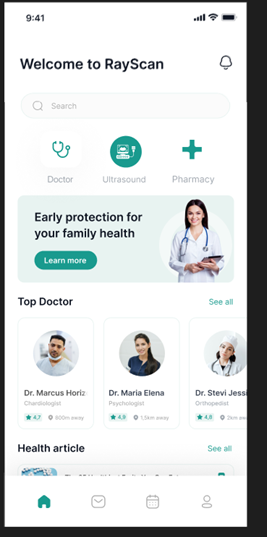 9:41
Welcome to RayScan
Search
Doctor
Ultrasound
Pharmacy
Early protection for
your family health
Learn more
Top Doctor
See all
Dr. Marcus Horiz
Chardiologist
4,7
800m away
Dr. Maria Elena
Psychologist
4,9
1,5km away
Dr. Stevi Jessi
Orthopedist
4,8
2km aw
Health article
See all